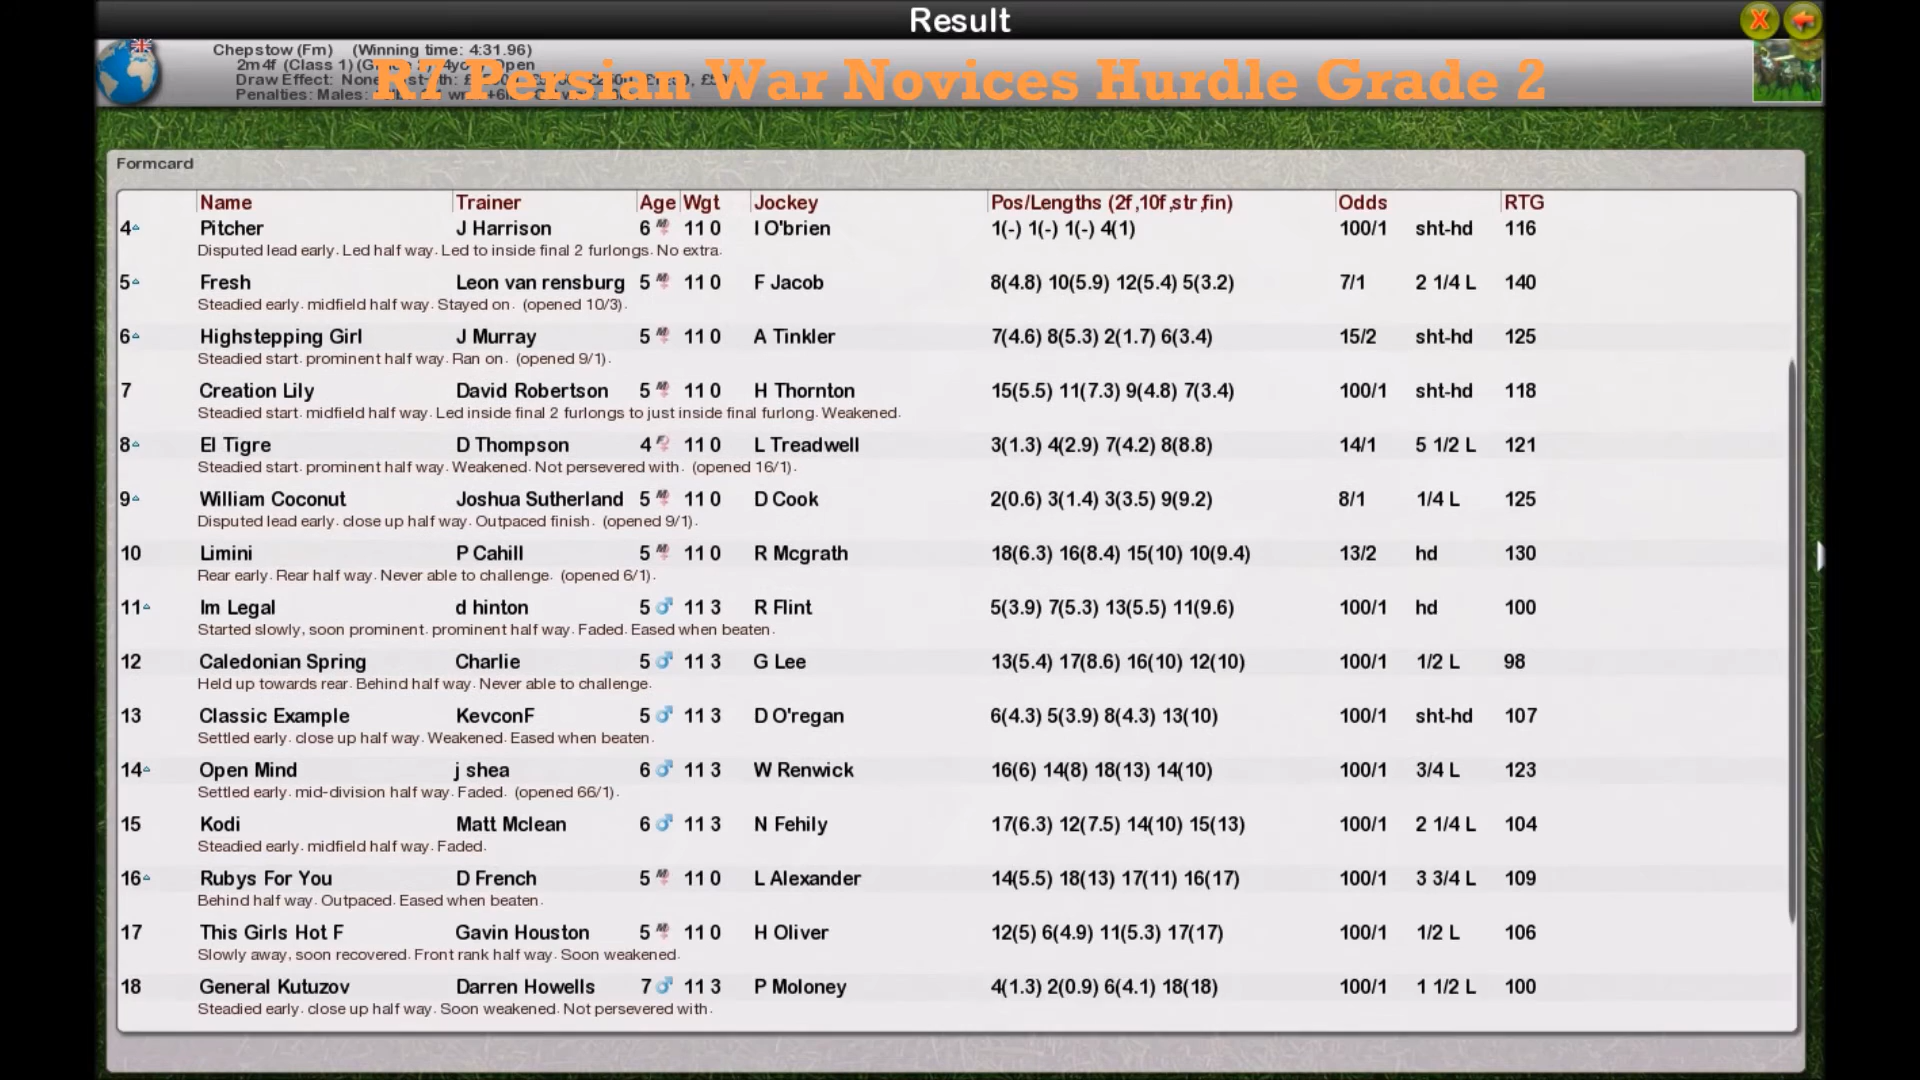 Result
Chepstow (Fm) (Winning time: 4:31.96)
2m4f (Class 1) Open
Draw Effect:
Penalties: Males:
R7 Persian War Novices Hurdle Grade 2
Formcard
Name Trainer Age Wgt Jockey Pos/Lengths (2f,10f,str,fin) Odds RTG
4 Pitcher J Harrison 6 11 0 I O'brien 1(-) 1(-) 1(-) 4(1) 100/1 sht-hd 116
Disputed lead early. Led half way. Led to inside final 2 furlongs. No extra.
5 Fresh Leon van rensburg 5 11 0 F Jacob 8(4.8) 10(5.9) 12(5.4) 5(3.2) 7/1 2 1/4 L 140
Steadied early. midfield half way. Stayed on. (opened 10/3).
6 Highstepping Girl J Murray 5 11 0 A Tinkler 7(4.6) 8(5.3) 2(1.7) 6(3.4) 15/2 sht-hd 125
Steadied start. prominent half way. Ran on. (opened 9/1).
7 Creation Lily David Robertson 5 11 0 H Thornton 15(5.5) 11(7.3) 9(4.8) 7(3.4) 100/1 sht-hd 118
Steadied start. midfield half way. Led inside final 2 furlongs to just inside final furlong. Weakened.
8 El Tigre D Thompson 4 11 0 L Treadwell 3(1.3) 4(2.9) 7(4.2) 8(8.8) 14/1 5 1/2 L 121
Steadied start. prominent half way. Weakened. Not persevered with. (opened 16/1).
9 William Coconut Joshua Sutherland 5 11 0 D Cook 2(0.6) 3(1.4) 3(3.5) 9(9.2) 8/1 1/4 L 125
Disputed lead early. close up half way. Outpaced finish. (opened 9/1).
10 Limini P Cahill 5 11 0 R Mcgrath 18(6.3) 16(8.4) 15(10) 10(9.4) 13/2 hd 130
Rear early. Rear half way. Never able to challenge. (opened 6/1).
11 Im Legal d hinton 5 11 3 R Flint 5(3.9) 7(5.3) 13(5.5) 11(9.6) 100/1 hd 100
Started slowly, soon prominent. prominent half way. Faded. Eased when beaten.
12 Caledonian Spring Charlie 5 11 3 G Lee 13(5.4) 17(8.6) 16(10) 12(10) 100/1 1/2 L 98
Held up towards rear. Behind half way. Never able to challenge.
13 Classic Example KevconF 5 11 3 D O'regan 6(4.3) 5(3.9) 8(4.3) 13(10) 100/1 sht-hd 107
Settled early. close up half way. Weakened. Eased when beaten.
14 Open Mind j shea 6 11 3 W Renwick 16(6) 14(8) 18(13) 14(10) 100/1 3/4 L 123
Settled early. mid-division half way. Faded. (opened 66/1).
15 Kodi Matt Mclean 6 11 3 N Fehily 17(6.3) 12(7.5) 14(10) 15(13) 100/1 2 1/4 L 104
Steadied early. midfield half way. Faded.
16 Rubys For You D French 5 11 0 L Alexander 14(5.5) 18(13) 17(11) 16(17) 100/1 3 3/4 L 109
Behind half way. Outpaced. Eased when beaten.
17 This Girls Hot F Gavin Houston 5 11 0 H Oliver 12(5) 6(4.9) 11(5.3) 17(17) 100/1 1/2 L 106
Slowly away, soon recovered. Front rank half way. Soon weakened.
18 General Kutuzov Darren Howells 7 11 3 P Moloney 4(1.3) 2(0.9) 6(4.1) 18(18) 100/1 1 1/2 L 100
Steadied early. close up half way. Soon weakened. Not persevered with.